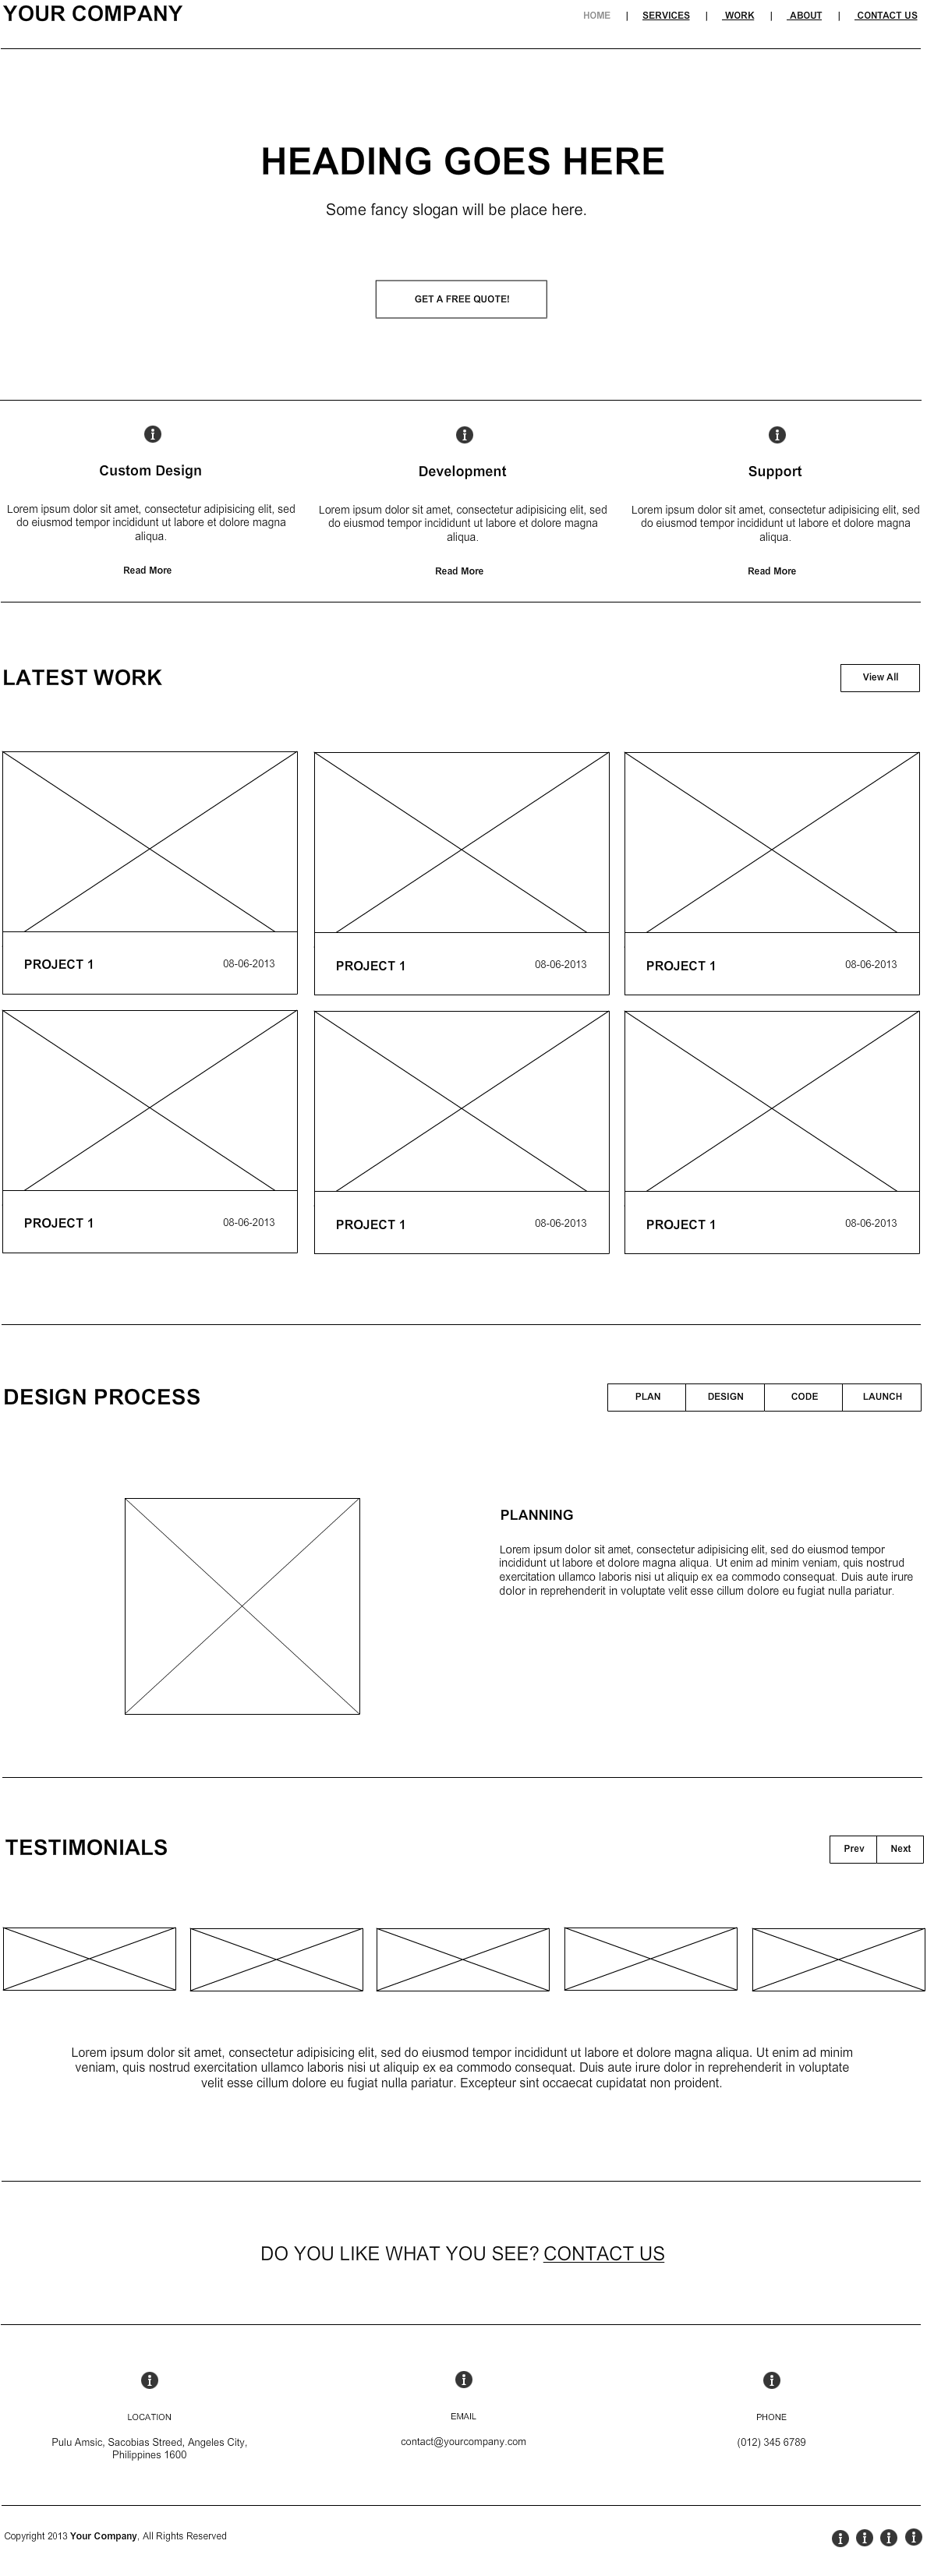 YOUR COMPANY
HOME | SERVICES | WORK | ABOUT | CONTACT US
HEADING GOES HERE
Some fancy slogan will be place here.
GET A FREE QUOTE!
Custom Design
Lorem ipsum dolor sit amet, consectetur adipisicing elit, sed
do eiusmod tempor incididunt ut labore et dolore magna
aliqua.
Read More
Development
Lorem ipsum dolor sit amet, consectetur adipisicing elit, sed
do eiusmod tempor incididunt ut labore et dolore magna
aliqua.
Read More
Support
Lorem ipsum dolor sit amet, consectetur adipisicing elit, sed
do eiusmod tempor incididunt ut labore et dolore magna
aliqua.
Read More
LATEST WORK
View All
PROJECT 1 08-06-2013
PROJECT 1 08-06-2013
PROJECT 1 08-06-2013
PROJECT 1 08-06-2013
PROJECT 1 08-06-2013
PROJECT 1 08-06-2013
DESIGN PROCESS
PLAN DESIGN CODE LAUNCH
PLANNING
Lorem ipsum dolor sit amet, consectetur adipisicing elit, sed do eiusmod tempor
incididunt ut labore et dolore magna aliqua. Ut enim ad minim veniam, quis nostrud
exercitation ullamco laboris nisi ut aliquip ex ea commodo consequat. Duis aute irure
dolor in reprehenderit in voluptate velit esse cillum dolore eu fugiat nulla pariatur.
TESTIMONIALS
Prev Next
Lorem ipsum dolor sit amet, consectetur adipisicing elit, sed do eiusmod tempor incididunt ut labore et dolore magna aliqua. Ut enim ad minim
veniam, quis nostrud exercitation ullamco laboris nisi ut aliquip ex ea commodo consequat. Duis aute irure dolor in reprehenderit in voluptate
velit esse cillum dolore eu fugiat nulla pariatur. Excepteur sint occaecat cupidatat non proident.
DO YOU LIKE WHAT YOU SEE? CONTACT US
LOCATION
Pulu Amsic, Sacobias Streed, Angeles City,
Philippines 1600
EMAIL
contact@yourcompany.com
PHONE
(012) 345 6789
Copyright 2013 Your Company, All Rights Reserved